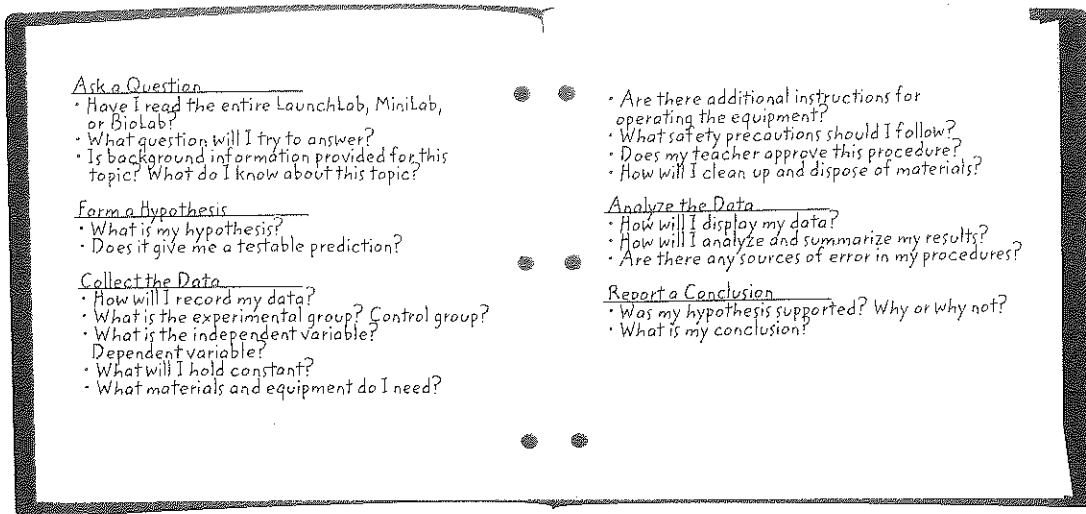 Ask a Question
· Have I read the entire LaunchLab, MiniLab,
or BioLab?
· What question will I try to answer?
· Is background information provided for this
topic? What do I know about this topic?
Form a Hypothesis
· What is my hypothesis?
· Does it give me a testable prediction?
Collect the Data
· How will I record my data?
· What is the experimental group? Control group?
· What is the independent variable?
Dependent variable?
· What will I hold constant?
· What materials and equipment do I need?
· Are there additional instructions for
operating the equipment?
· What safety precautions should I follow?
· Does my teacher approve this procedure?
· How will I clean up and dispose of materials?
Analyze the Data
· How will I display my data?
· How will I analyze and summarize my results?
· Are there any sources of error in my procedures?
Report a Conclusion
· Was my hypothesis supported? Why or why not?
· What is my conclusion?